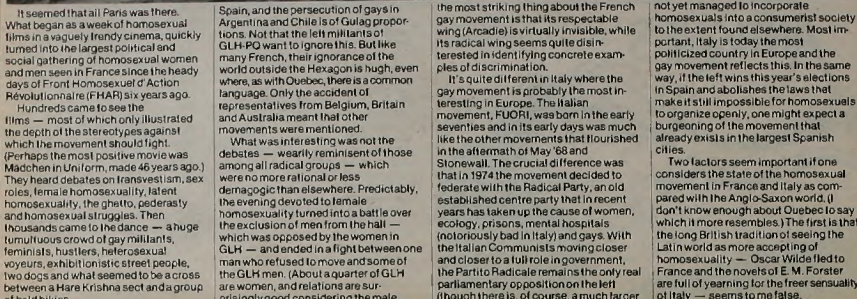 It seemed that all Paris was there.
What began as a week of homosexual
films in a vaguely trendy cinema, quickly
turned into the largest political and
social gathering of homosexual women
and men seen in France since the heady
days of Front Homosexuel d'Action
Révolutionnaire (FHAR) six years ago.
Hundreds came to see the
films — most of which only illustrated
the depth of the stereotypes against
which the movement should fight.
(Perhaps the most positive movie was
Mädchen in Uniform, made 46 years ago.)
They heard debates on transvestism, sex
roles, female homosexuality, latent
homosexuality, the ghetto, pederasty
and homosexual struggles. Then
thousands came to the dance — a huge
tumultuous crowd of gay militants,
feminists, hustlers, heterosexual
voyeurs, exhibitionistic street people,
two dogs and what seemed to be a cross
between a Hare Krishna sect and a group
Spain, and the persecution of gays in
Argentina and Chile is of Gulag propor-
tions. Not that the left militants of
GLH-PQ want to ignore this. But like
many French, their ignorance of the
world outside the Hexagon is hugh, even
where, as with Quebec, there is a common
language. Only the accident of
representatives from Belgium, Britain
and Australia meant that other
movements were mentioned.
What was interesting was not the
debates — wearily reminisent of those
among all radical groups — which
were no more rational or less
demagogic than elsewhere. Predictably,
the evening devoted to female
homosexuality turned into a battle over
the exclusion of men from the hall —
which was opposed by the women in
GLH — and ended in a fight between one
man who refused to move and some of
the GLH men. (About a quarter of GLH
are women, and relations are sur-
prisingly good considering the male
the most striking thing about the French
gay movement is that its respectable
wing (Arcadie) is virtually invisible, while
its radical wing seems quite disin-
terested in identifying concrete exam-
ples of discrimination.
It's quite different in Italy where the
gay movement is probably the most in-
teresting in Europe. The Italian
movement, FUORI, was born in the early
seventies and in its early days was much
like the other movements that flourished
in the aftermath of May '68 and
Stonewall. The crucial difference was
that in 1974 the movement decided to
federate with the Radical Party, an old
established centre party that in recent
years has taken up the cause of women,
ecology, prisons, mental hospitals
(notoriously bad in Italy) and gays. With
the Italian Communists moving closer
and closer to a full role in government,
the Partito Radicale remains the only real
parliamentary opposition on the left
(though there is, of course, a much larger
not yet managed to incorporate
homosexuals into a consumerist society
to the extent found elsewhere. Most im-
portant, Italy is today the most
politicized country in Europe and the
gay movement reflects this. In the same
way, if the left wins this year's elections
in Spain and abolishes the laws that
make it still impossible for homosexuals
to organize openly, one might expect a
burgeoning of the movement that
already exists in the largest Spanish
cities.
Two factors seem important if one
considers the state of the homosexual
movement in France and Italy as com-
pared with the Anglo-Saxon world. (I
don't know enough about Quebec to say
which it more resembles.) The first is that
the long British tradition of seeing the
Latin world as more accepting of
homosexuality — Oscar Wilde fled to
France and the novels of E. M. Forster
are full of yearning for the freer sensuality
of Italy — seems to me false.